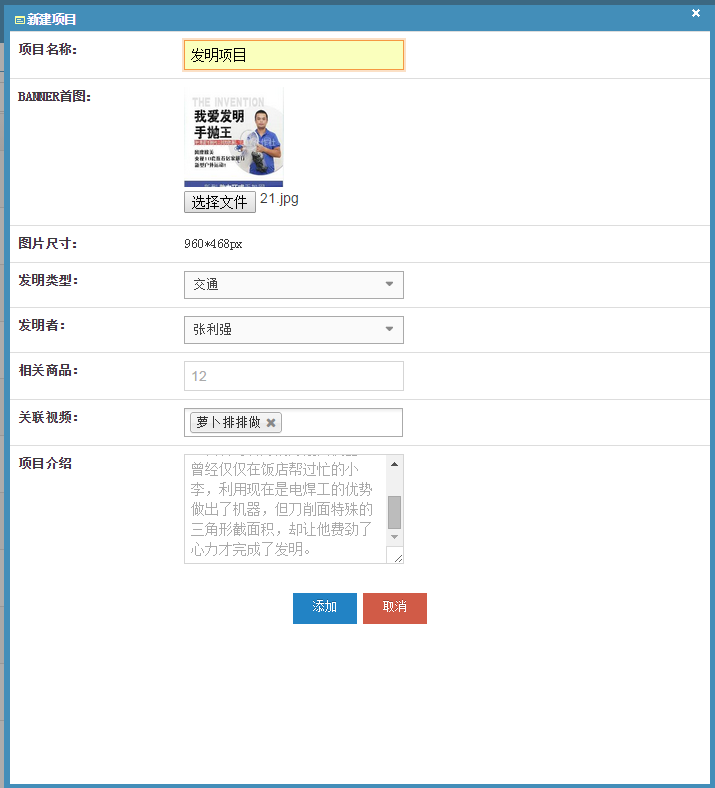 新建项目
项目名称：
发明项目
BANNER首图：
THE INVENTION
我爱发明
手抛王
选择文件 21.jpg
图片尺寸：
960*468px
发明类型：
交通
发明者：
张利强
相关商品：
12
关联视频：
萝卜排排做
项目介绍
曾经仅仅在饭店帮过忙的小
李，利用现在是电焊工的优势
做出了机器，但刀削面特殊的
三角形截面积，却让他费劲了
心力才完成了发明。
添加
取消